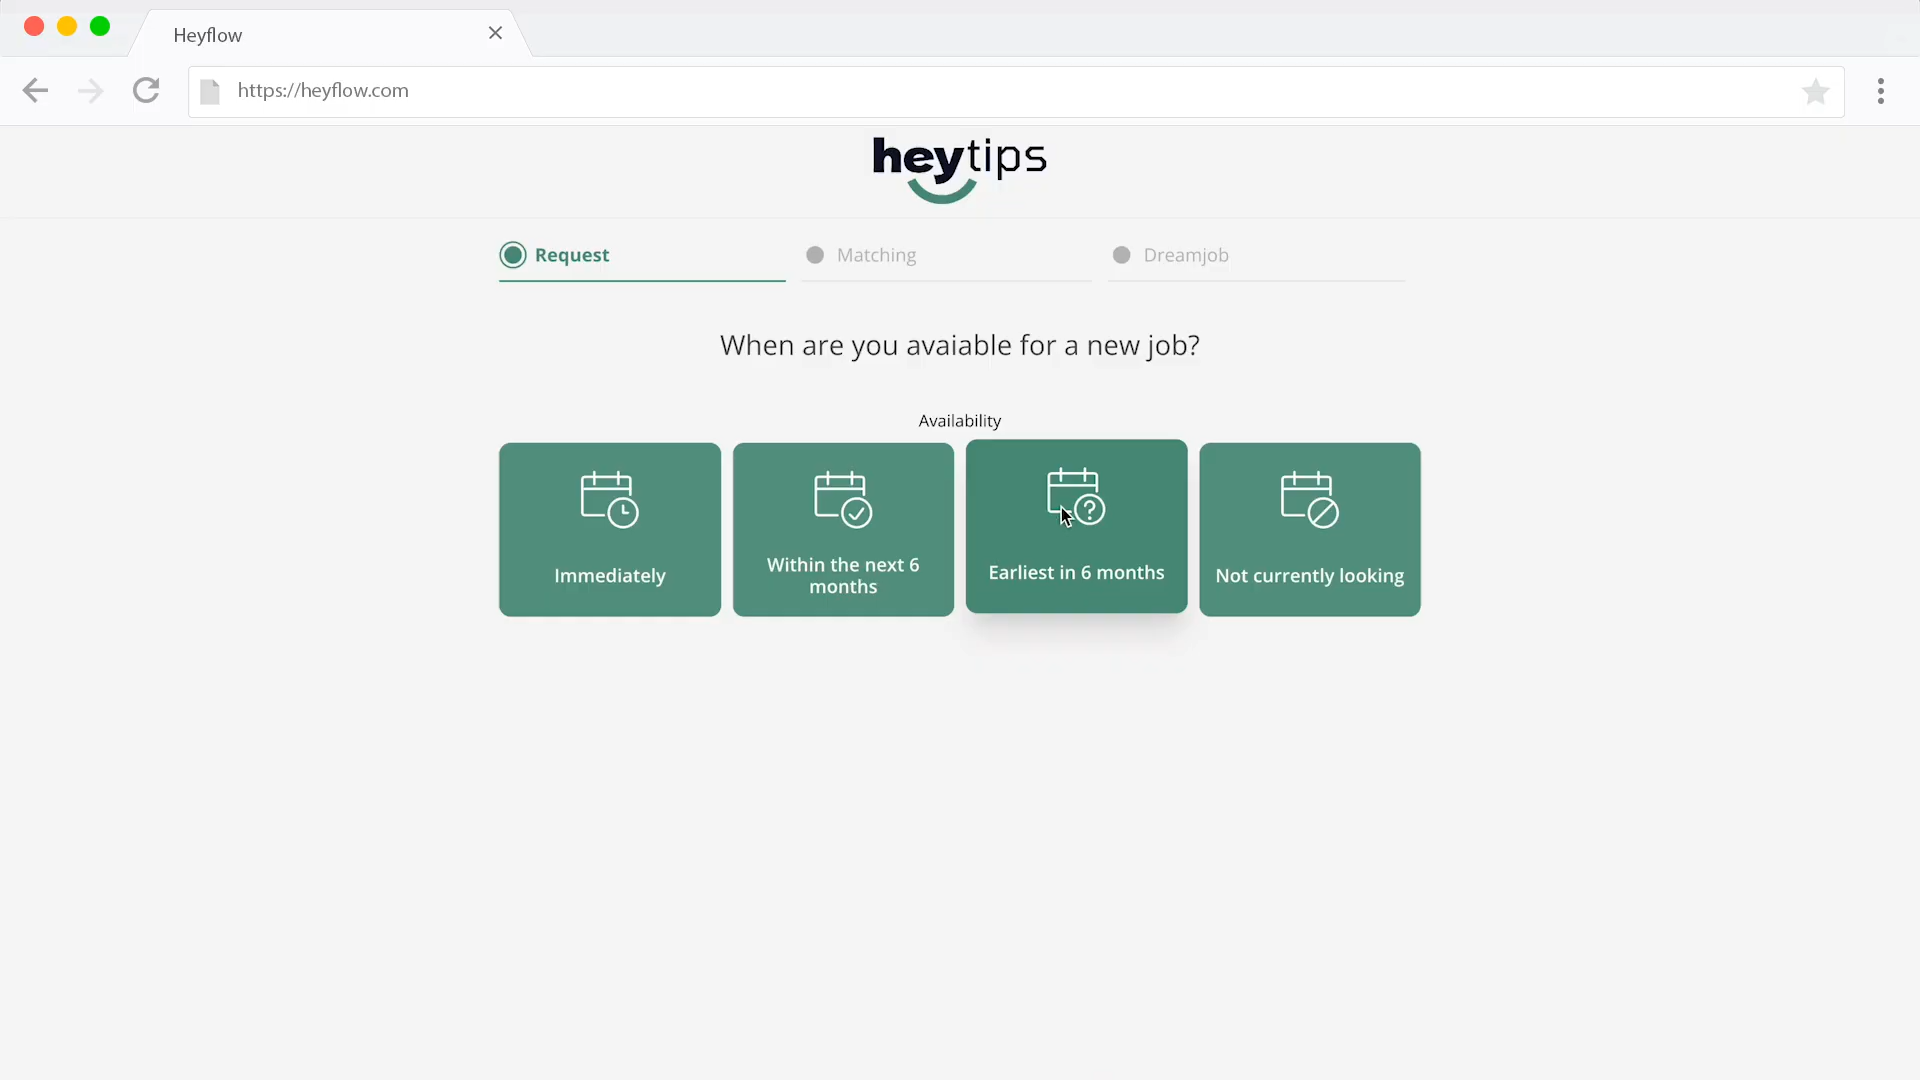 Heyflow
https://heyflow.com
heytips
Request
Matching
Dreamjob
When are you avaiable for a new job?
Availability
Immediately
Within the next 6
months
Earliest in 6 months
Not currently looking